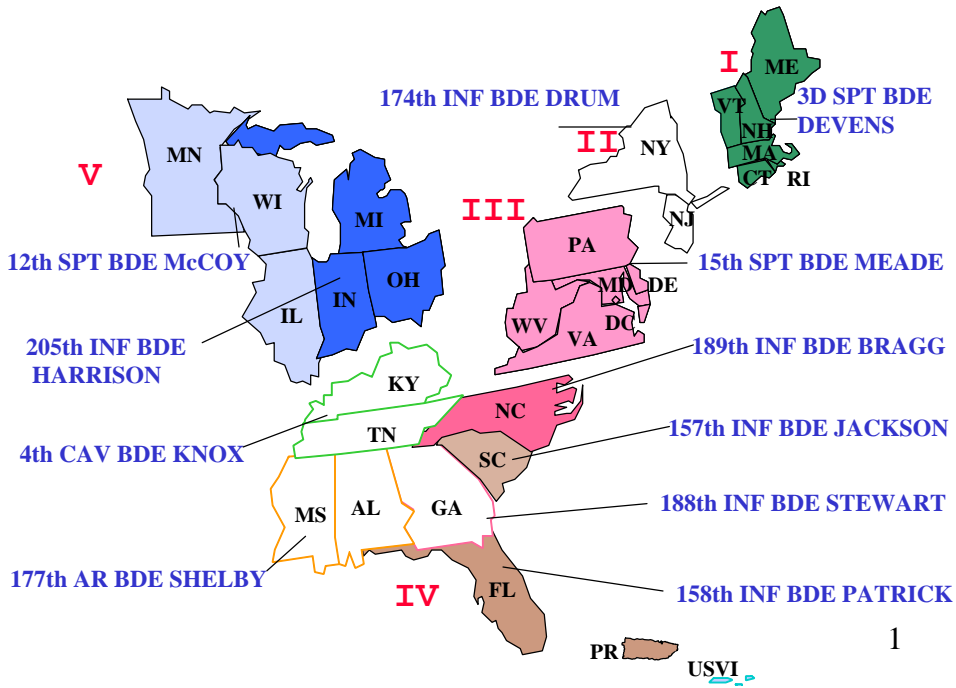 I
ME
174th INF BDE DRUM
VT
3D SPT BDE
DEVENS
NH
II
NY
MA
MN
V
CT
RI
WI
III
MI
NJ
PA
12th SPT BDE McCOY
15th SPT BDE MEADE
OH
MD
DE
IN
IL
WV
DC
VA
205th INF BDE
HARRISON
189th INF BDE BRAGG
KY
NC
TN
157th INF BDE JACKSON
4th CAV BDE KNOX
SC
188th INF BDE STEWART
MS
AL
GA
177th AR BDE SHELBY
IV
FL
158th INF BDE PATRICK
1
PR
USVI